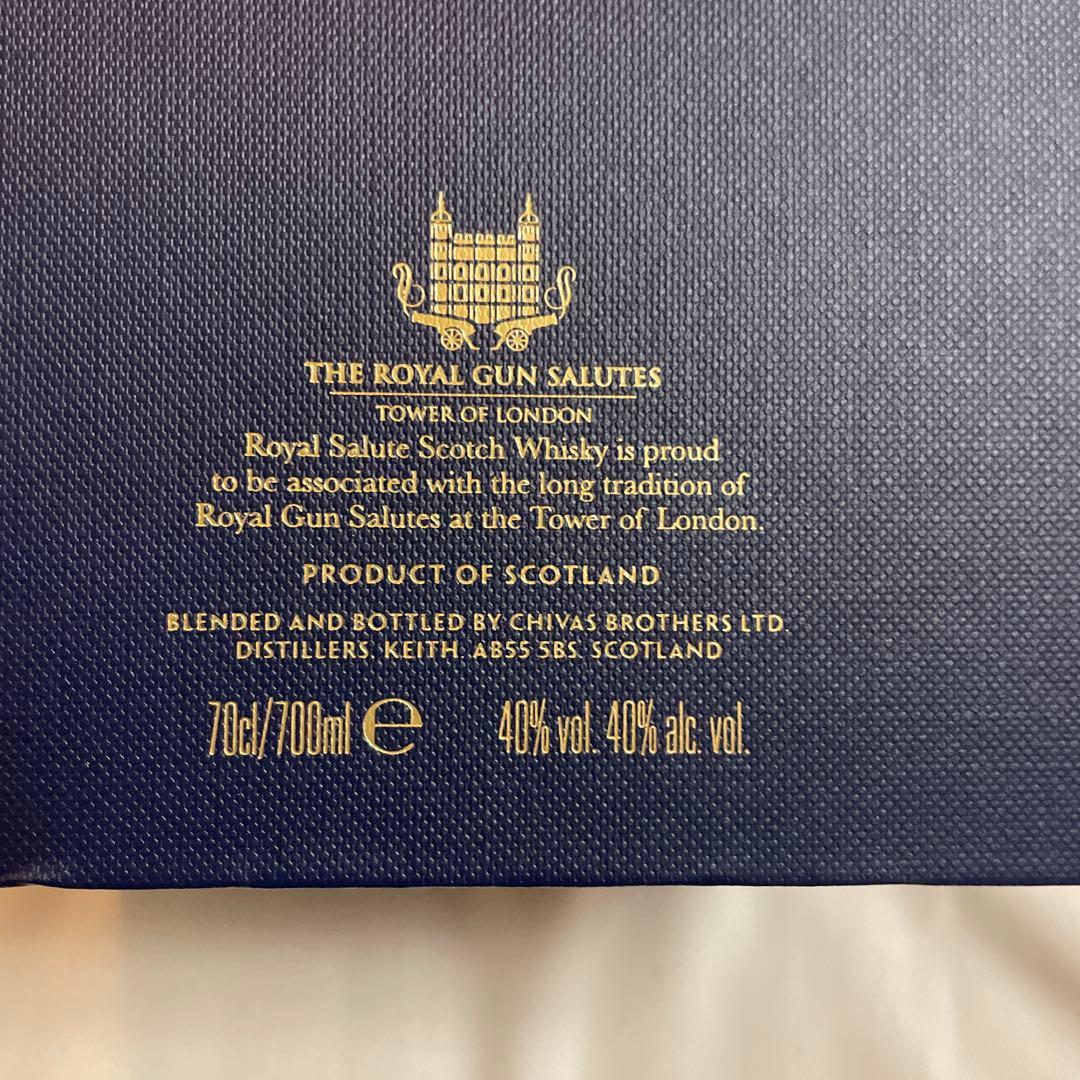 THE ROYAL GUN SALUTES
TOWER OF LONDON
Royal Salute Scotch Whisky is proud
to be associated with the long tradition of
Royal Gun Salutes at the Tower of London.
PRODUCT OF SCOTLAND
BLENDED AND BOTTLED BY CHIVAS BROTHERS LTD.
DISTILLERS. KEITH. AB55 5BS. SCOTLAND
70cl/700ml ℮ 40% vol. 40% alc. vol.